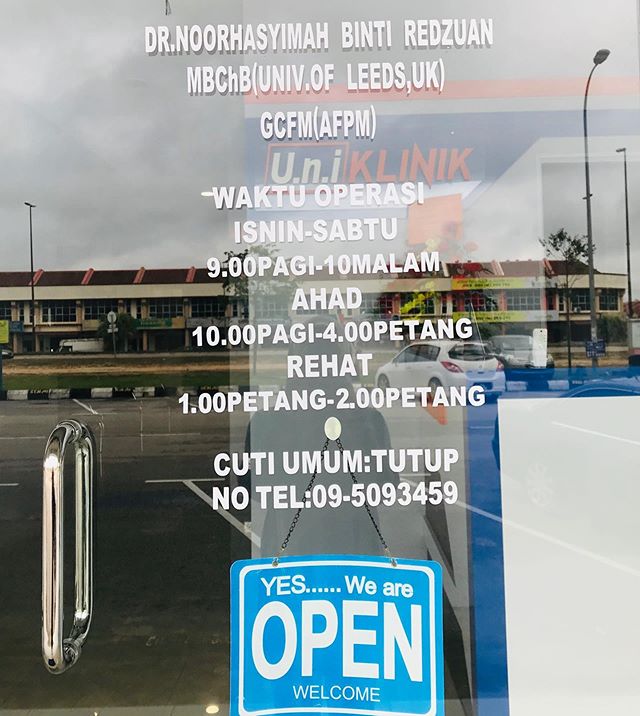 DR.NOORHASYIMAH BINTI REDZUAN
MBChB(UNIV.OF LEEDS,UK)
GCFM(AFPM)
U.n.i KLINIK
WAKTU OPERASI
ISNIN-SABTU
9.00PAGI-10MALAM
AHAD
10.00PAGI-4.00PETANG
REHAT
1.00PETANG-2.00PETANG
CUTI UMUM:TUTUP
NO TEL:09-5093459
YES...... We are
OPEN
WELCOME